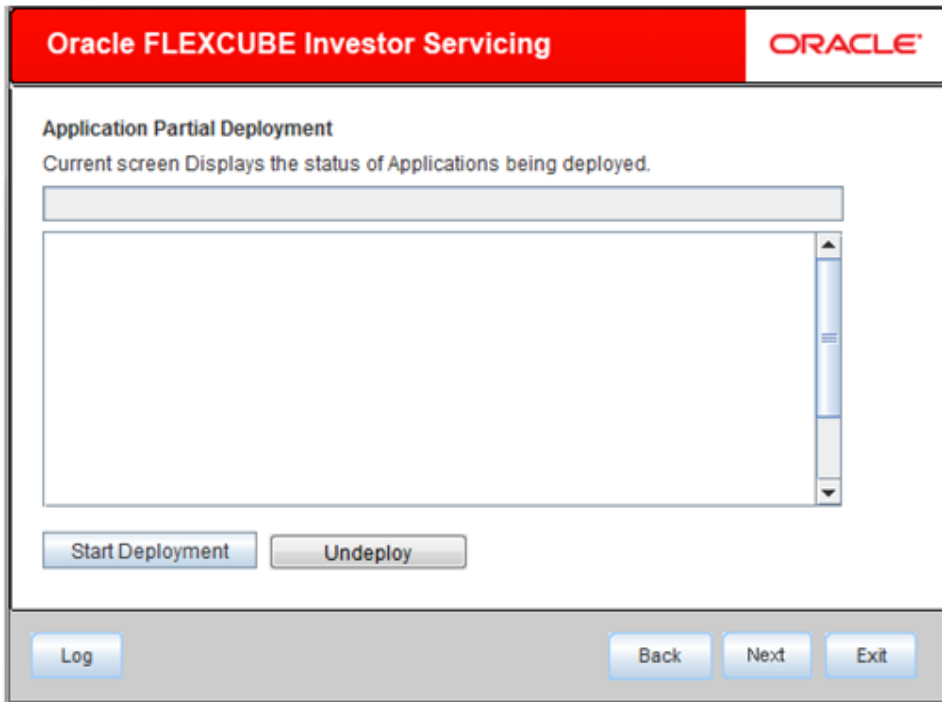 Oracle FLEXCUBE Investor Servicing
ORACLE
Application Partial Deployment
Current screen Displays the status of Applications being deployed.
Start Deployment Undeploy
Log Back Next Exit